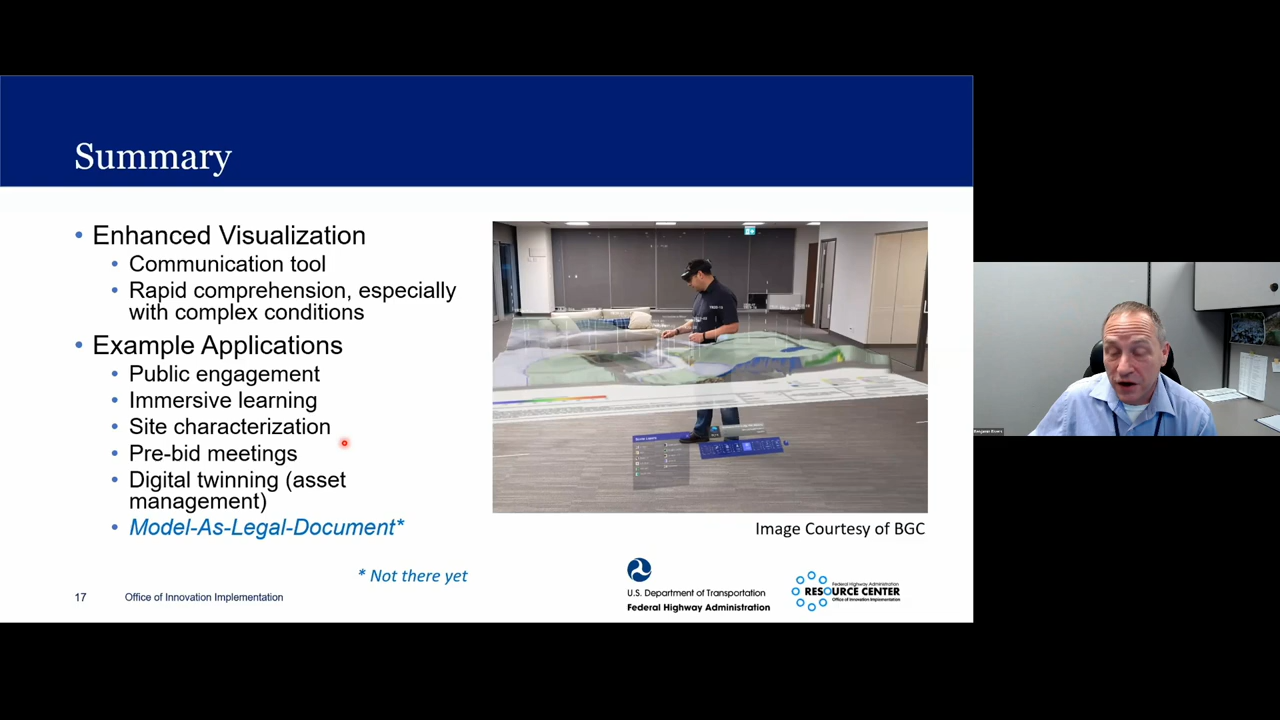 Summary
• Enhanced Visualization
• Communication tool
• Rapid comprehension, especially
with complex conditions
• Example Applications
• Public engagement
• Immersive learning
• Site characterization
• Pre-bid meetings
• Digital twinning (asset
management)
• Model-As-Legal-Document*
Image Courtesy of BGC
* Not there yet
17
Office of Innovation Implementation
U.S. Department of Transportation
Federal Highway Administration
Federal Highway Administration
RESOURCE CENTER
Office of Innovation Implementation